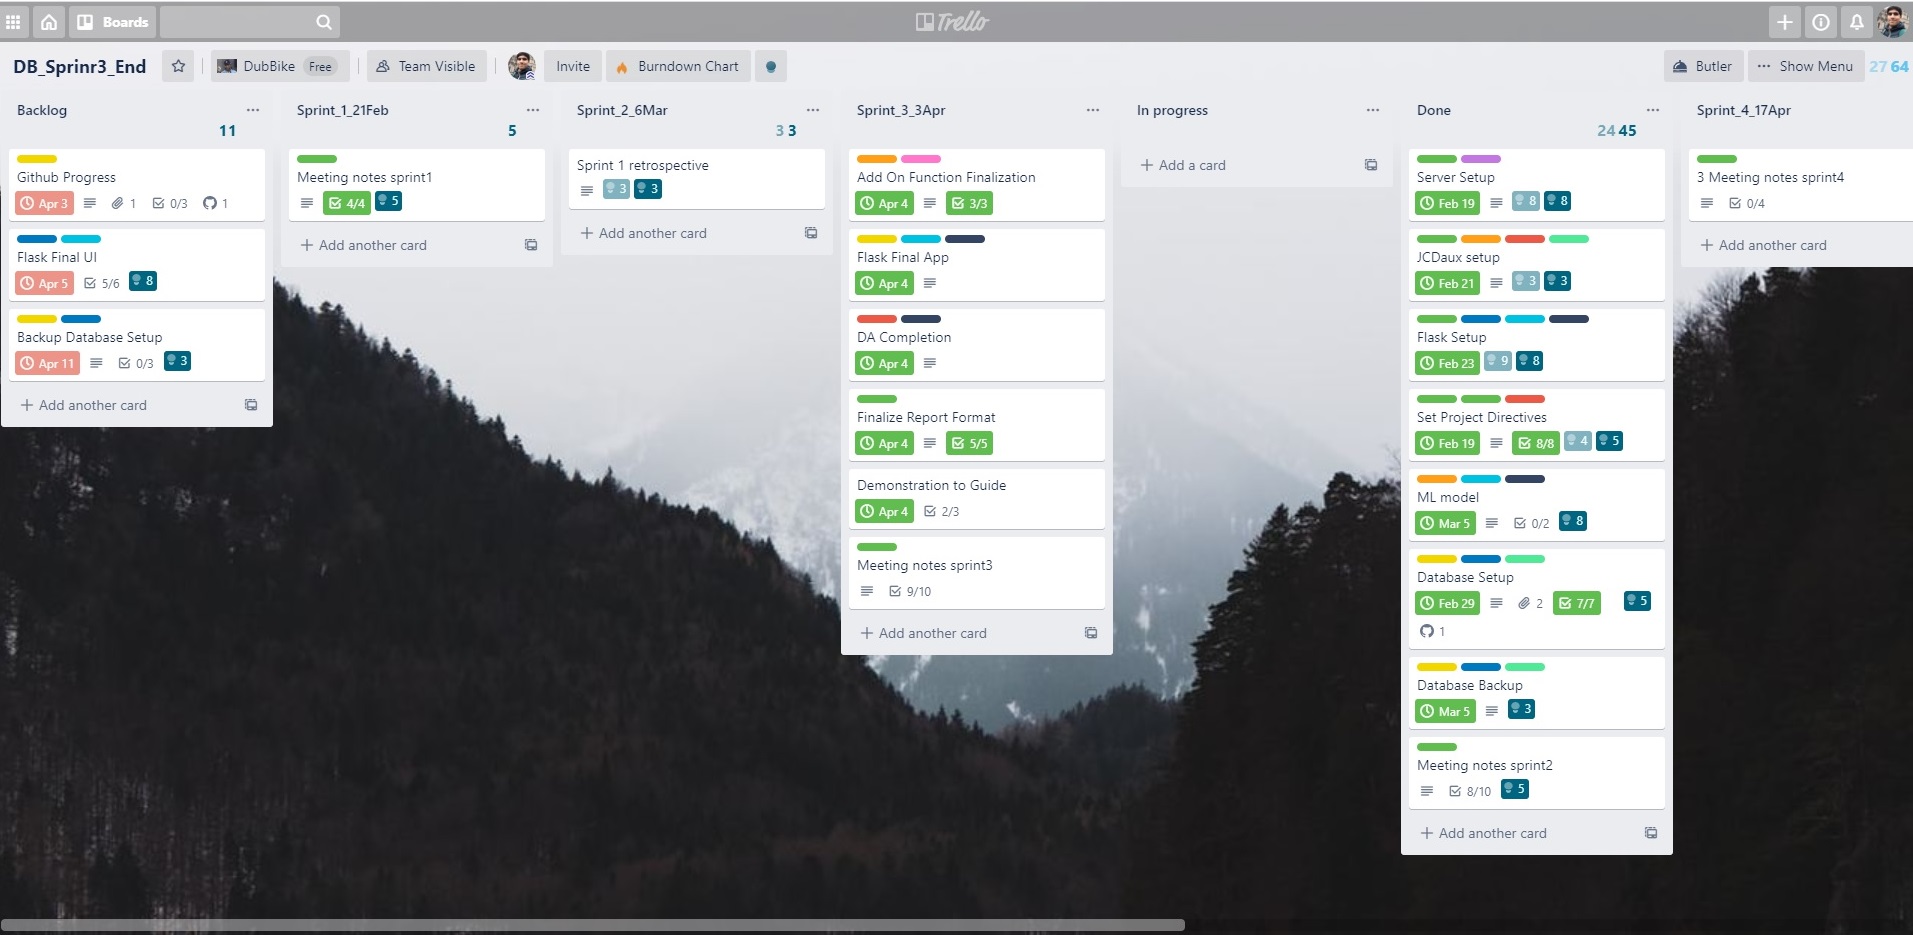 Boards
Trello
DB_Sprinr3_End
DubBike Free
Team Visible
Invite
Burndown Chart
Butler
Show Menu
27 64
Backlog
11
Github Progress
Apr 3 1 0/3 1
Flask Final UI
Apr 5 5/6 8
Backup Database Setup
Apr 11 0/3 3
Add another card
Sprint_1_21Feb
5
Meeting notes sprint1
4/4 5
Add another card
Sprint_2_6Mar
3 3
Sprint 1 retrospective
3 3
Add another card
Sprint_3_3Apr
Add On Function Finalization
Apr 4 3/3
Flask Final App
Apr 4
DA Completion
Apr 4
Finalize Report Format
Apr 4 5/5
Demonstration to Guide
Apr 4 2/3
Meeting notes sprint3
9/10
Add another card
In progress
Add a card
Done
24 45
Server Setup
Feb 19 8 8
JCDaux setup
Feb 21 3 3
Flask Setup
Feb 23 9 8
Set Project Directives
Feb 19 8/8 4 5
ML model
Mar 5 0/2 8
Database Setup
Feb 29 2 7/7 5
1
Database Backup
Mar 5 3
Meeting notes sprint2
8/10 5
Add another card
Sprint_4_17Apr
3 Meeting notes sprint4
0/4
Add another card